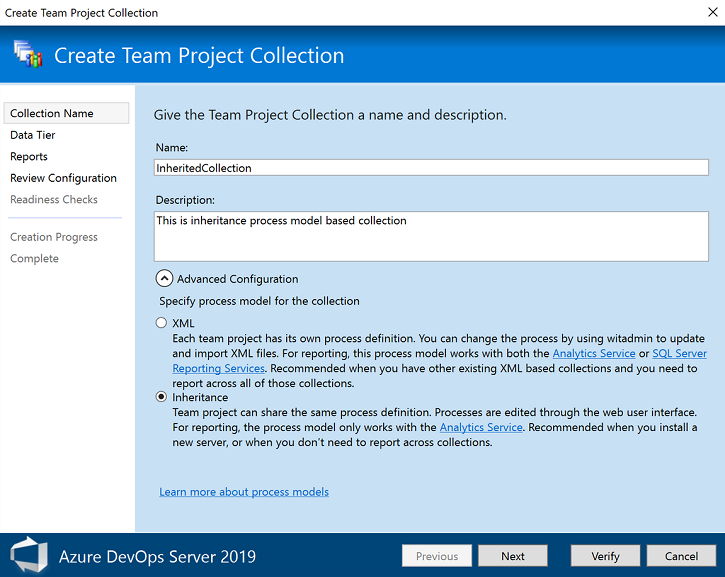 Create Team Project Collection
Create Team Project Collection
Collection Name
Data Tier
Reports
Review Configuration
Readiness Checks
Creation Progress
Complete
Give the Team Project Collection a name and description.
Name:
InheritedCollection
Description:
This is inheritance process model based collection
Advanced Configuration
Specify process model for the collection
XML
Each team project has its own process definition. You can change the process by using witadmin to update
and import XML files. For reporting, this process model works with both the Analytics Service or SQL Server
Reporting Services. Recommended when you have other existing XML based collections and you need to
report across all of those collections.
Inheritance
Team project can share the same process definition. Processes are edited through the web user interface.
For reporting, the process model only works with the Analytics Service. Recommended when you install a
new server, or when you don't need to report across collections.
Learn more about process models
Azure DevOps Server 2019
Previous
Next
Verify
Cancel